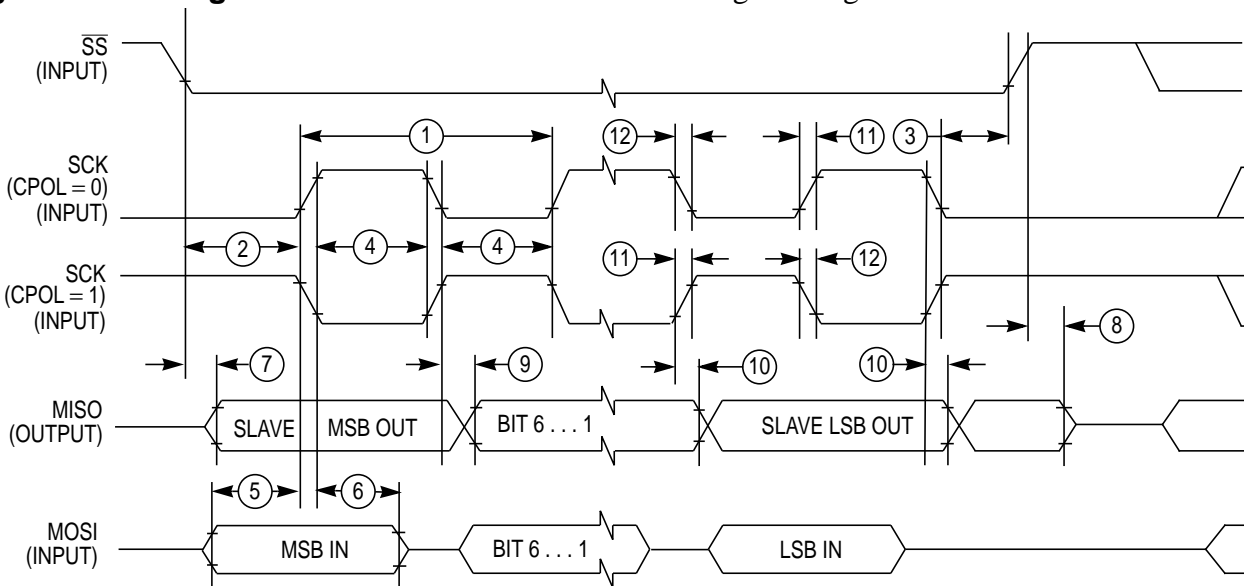 SS
(INPUT)
1
12
11
3
SCK
(CPOL = 0)
(INPUT)
2
4
4
11
12
SCK
(CPOL = 1)
(INPUT)
8
7
9
10
10
MISO
(OUTPUT)
SLAVE MSB OUT
BIT 6 . . . 1
SLAVE LSB OUT
5
6
MOSI
(INPUT)
MSB IN
BIT 6 . . . 1
LSB IN